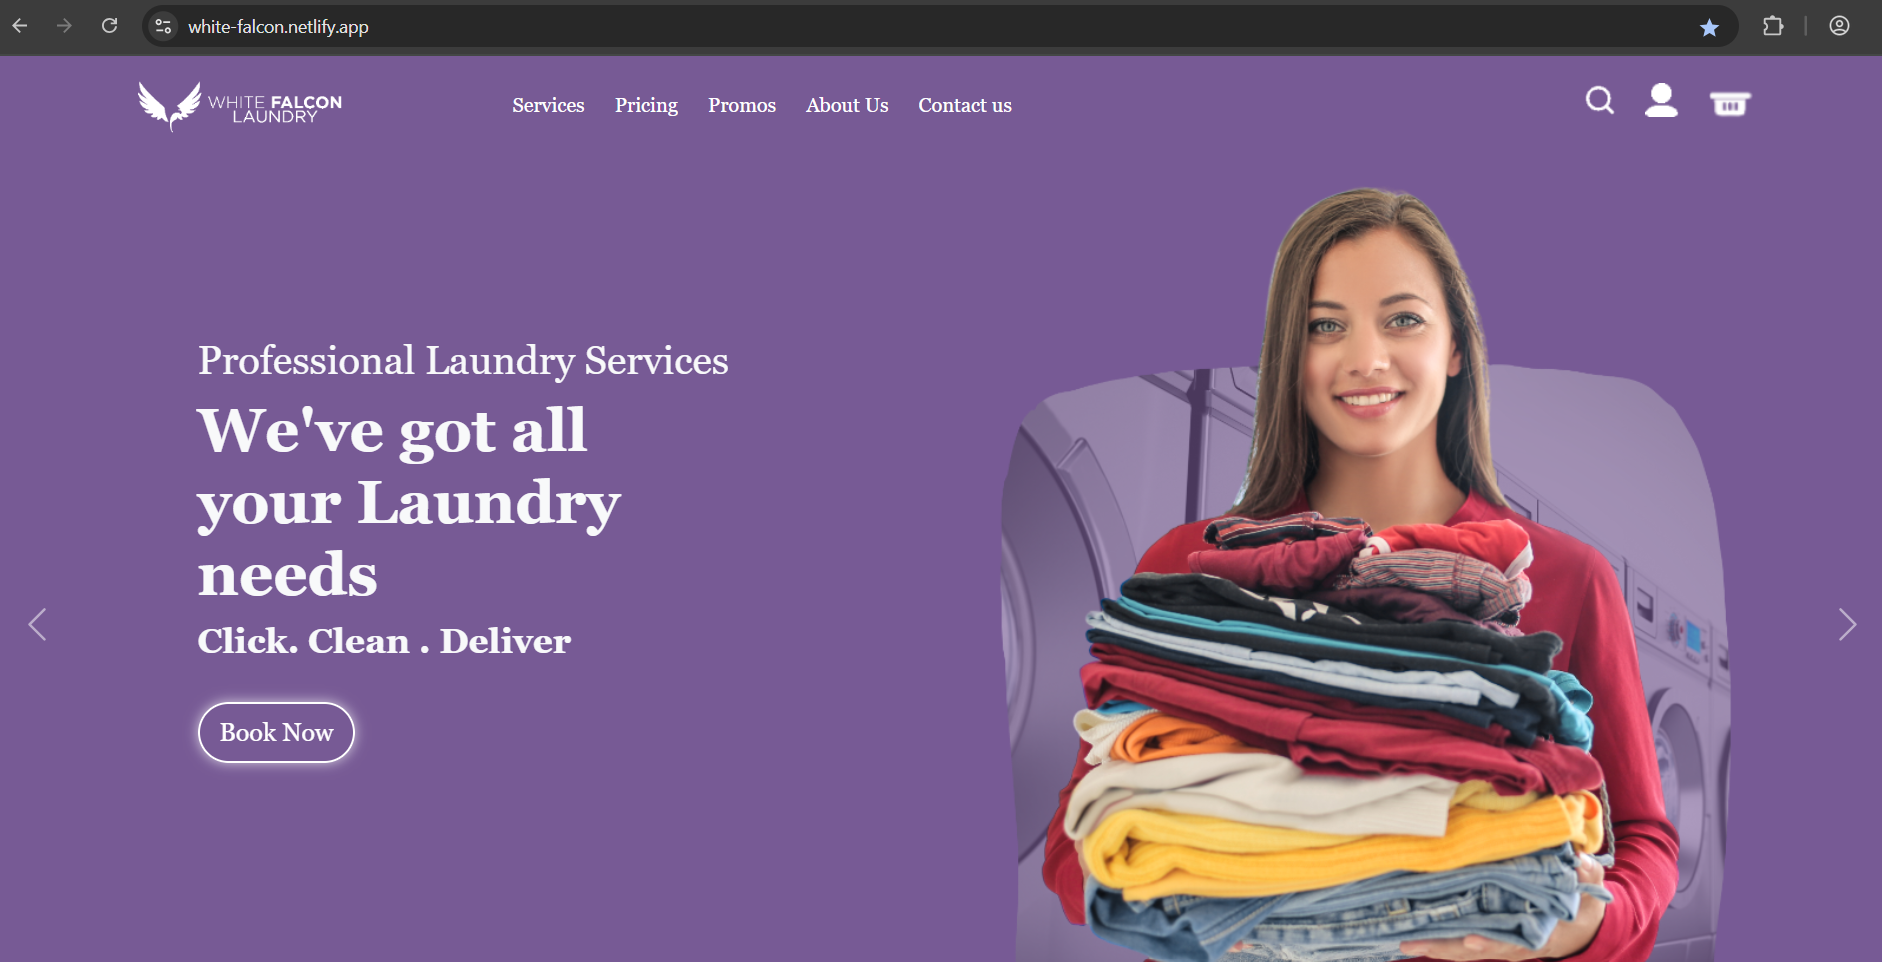 white-falcon.netlify.app
WHITE FALCON
LAUNDRY
Services Pricing Promos About Us Contact us
Professional Laundry Services
We've got all
your Laundry
needs
Click. Clean . Deliver
Book Now